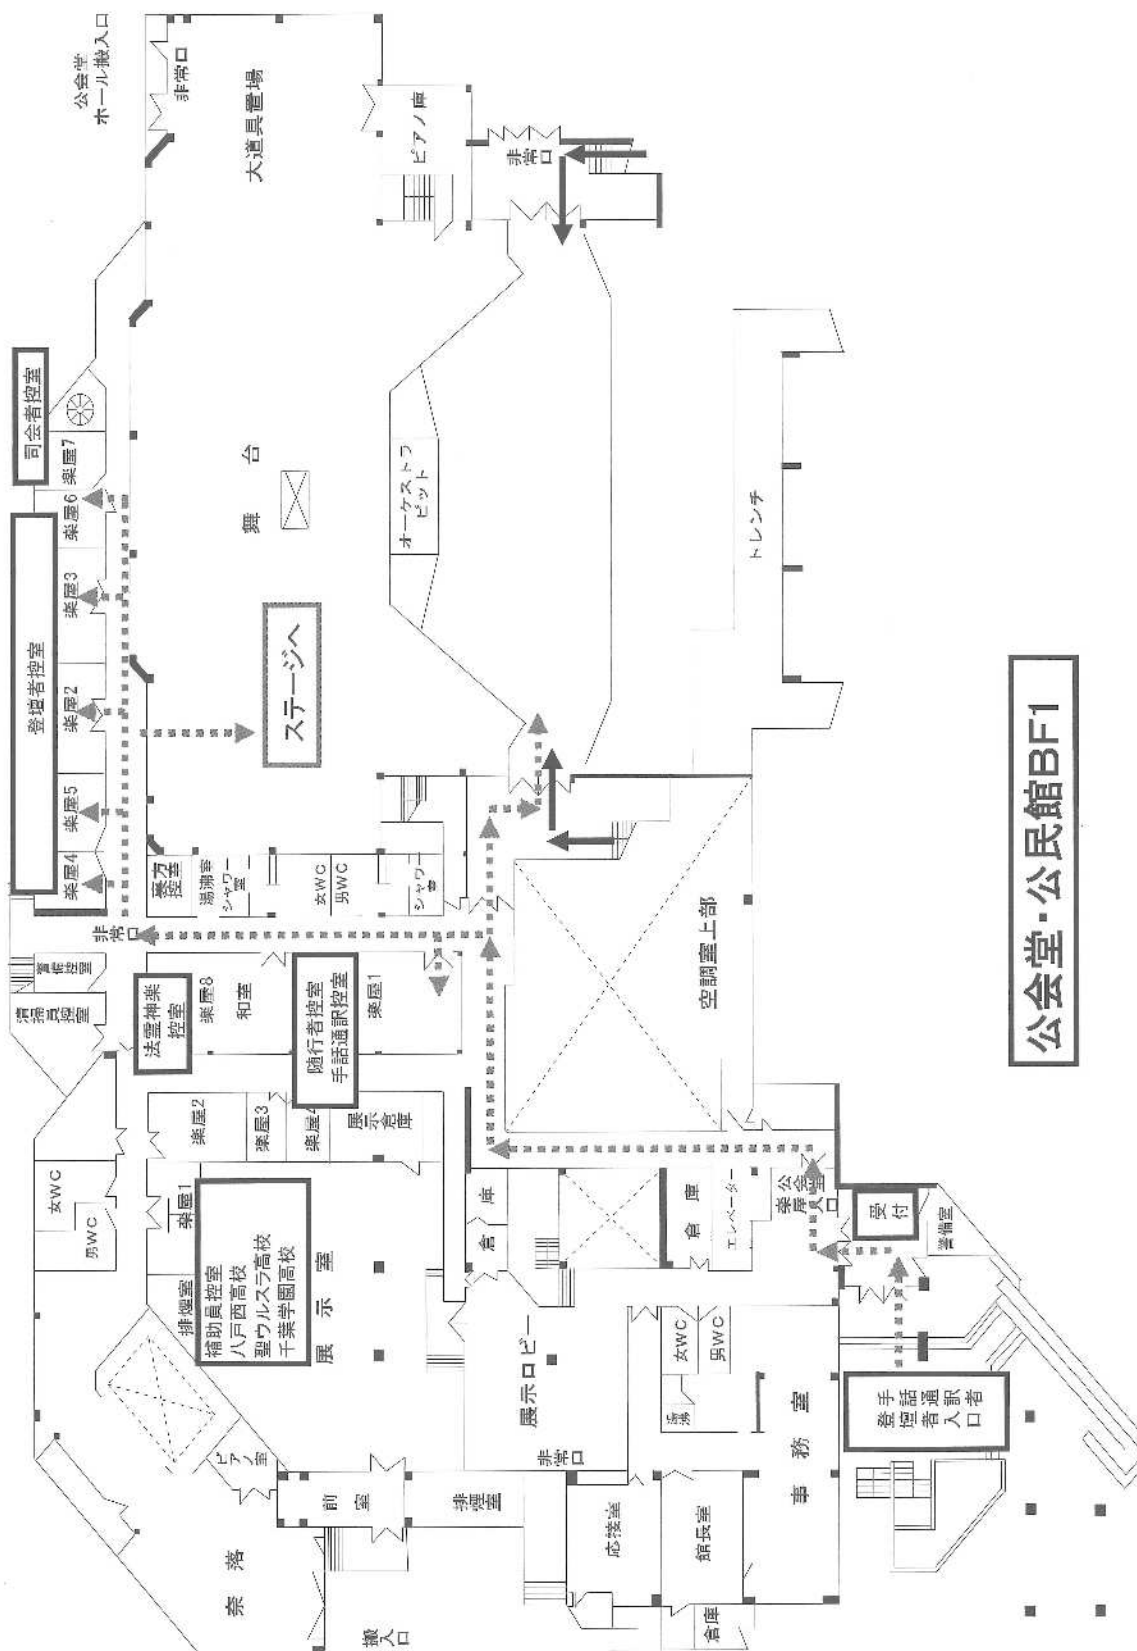 公会堂
ホール搬入口
非常口
大道具置場
ピアノ庫
非常口
司会者控室
楽屋7
楽屋6
登壇者控室
楽屋3
楽屋2
楽屋5
楽屋4
舞台
オーケストラ
ピット
トレンチ
ステージへ
湯沸室
シャワー室
女WC
男WC
シャワー室
非常口
清掃員控室
法霊神楽
控室
楽屋8
和室
随行者控室
手話通訳控室
楽屋1
空調室上部
公会堂・公民館BF1
女WC
男WC
楽屋2
楽屋3
楽屋4
展示倉庫
楽屋1
排煙室
補助員控室
八戸西高校
聖ウルスラ高校
千葉学園高校
展示室
倉庫
倉庫
エレベーター
公会堂
楽屋入口
受付
警備室
展示ロビー
非常口
女WC
男WC
湯沸
事務室
手話通訳者
登壇者入口
ピアノ室
前室
排煙室
応接室
館長室
倉庫
奈落
搬入口